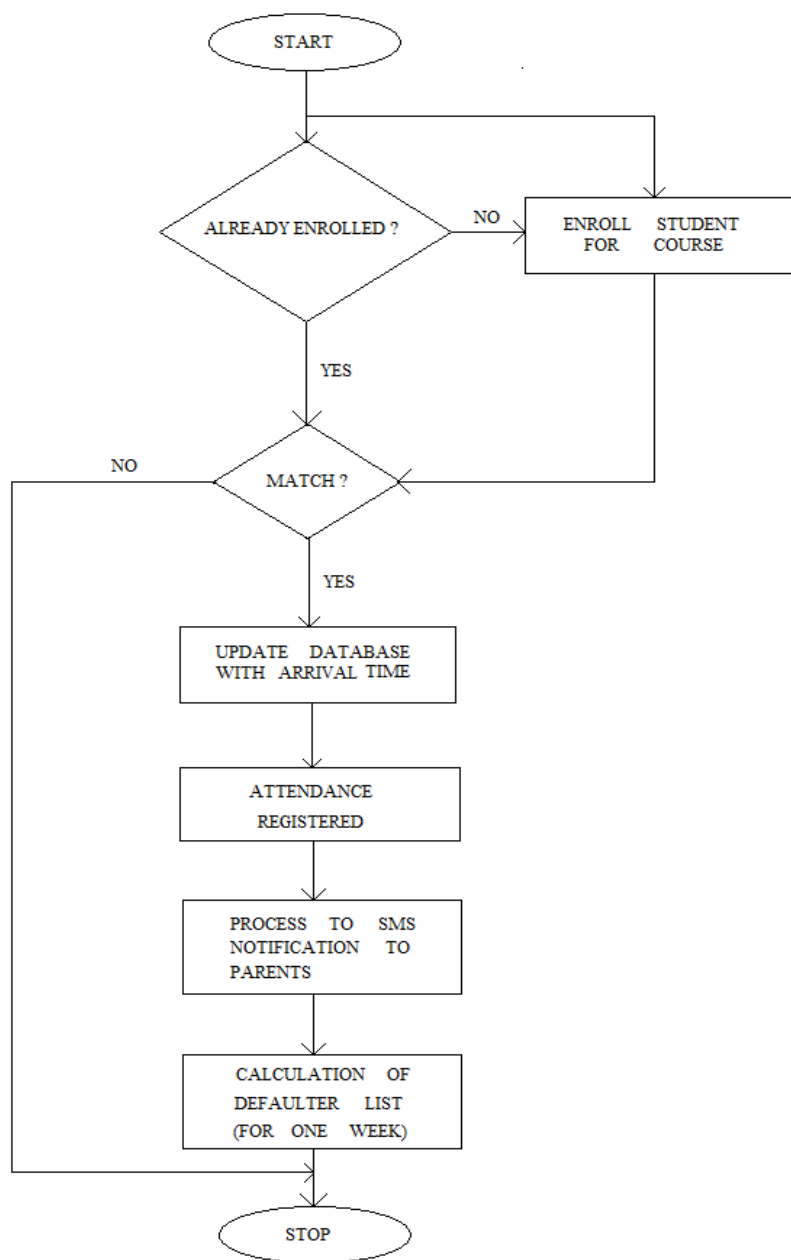 START
ALREADY ENROLLED ?
NO
ENROLL STUDENT
FOR COURSE
YES
NO
MATCH ?
YES
UPDATE DATABASE
WITH ARRIVAL TIME
ATTENDANCE
REGISTERED
PROCESS TO SMS
NOTIFICATION TO
PARENTS
CALCULATION OF
DEFAULTER LIST
(FOR ONE WEEK)
STOP